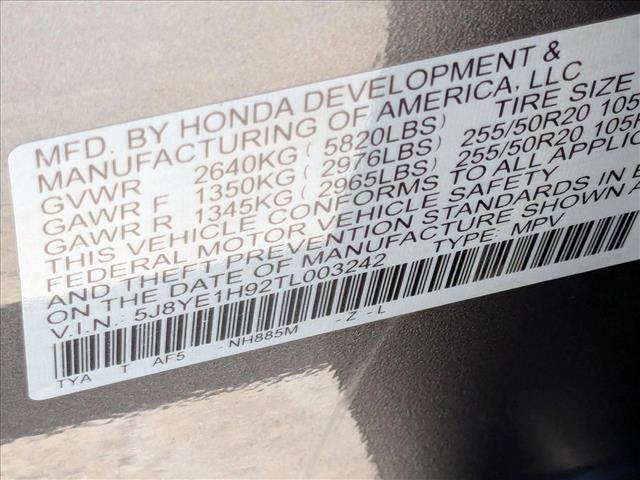 MFD. BY HONDA DEVELOPMENT &
MANUFACTURING OF AMERICA, LLC
GVWR 2640KG ( 5820LBS) TIRE SIZE
GAWR F 1350KG ( 2976LBS) 255/50R20 105
GAWR R 1345KG ( 2965LBS) 255/50R20 105
THIS VEHICLE CONFORMS TO ALL
FEDERAL MOTOR VEHICLE SAFETY
AND THEFT PREVENTION STANDARDS IN
ON THE DATE OF MANUFACTURE SHOWN
V.I.N.: 5J8YE1H92TL003242 TYPE: MPV
TYA T AF5 - NH885M - Z - L